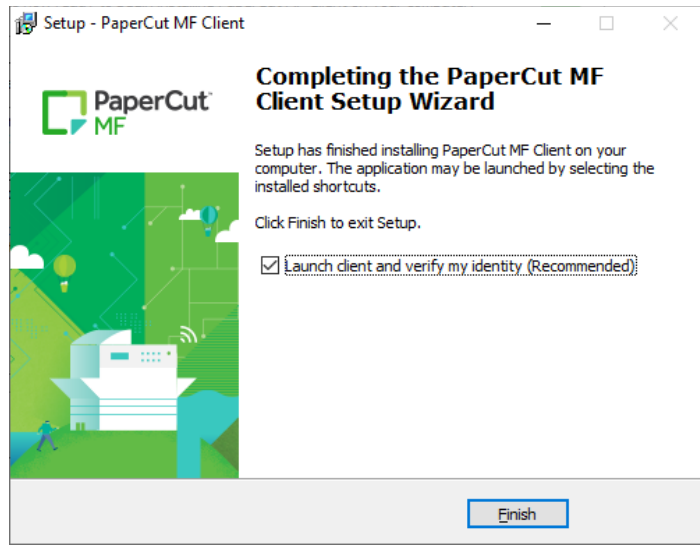 Setup - PaperCut MF Client
PaperCut™
MF
Completing the PaperCut MF
Client Setup Wizard
Setup has finished installing PaperCut MF Client on your
computer. The application may be launched by selecting the
installed shortcuts.
Click Finish to exit Setup.
Launch client and verify my identity (Recommended)
Finish